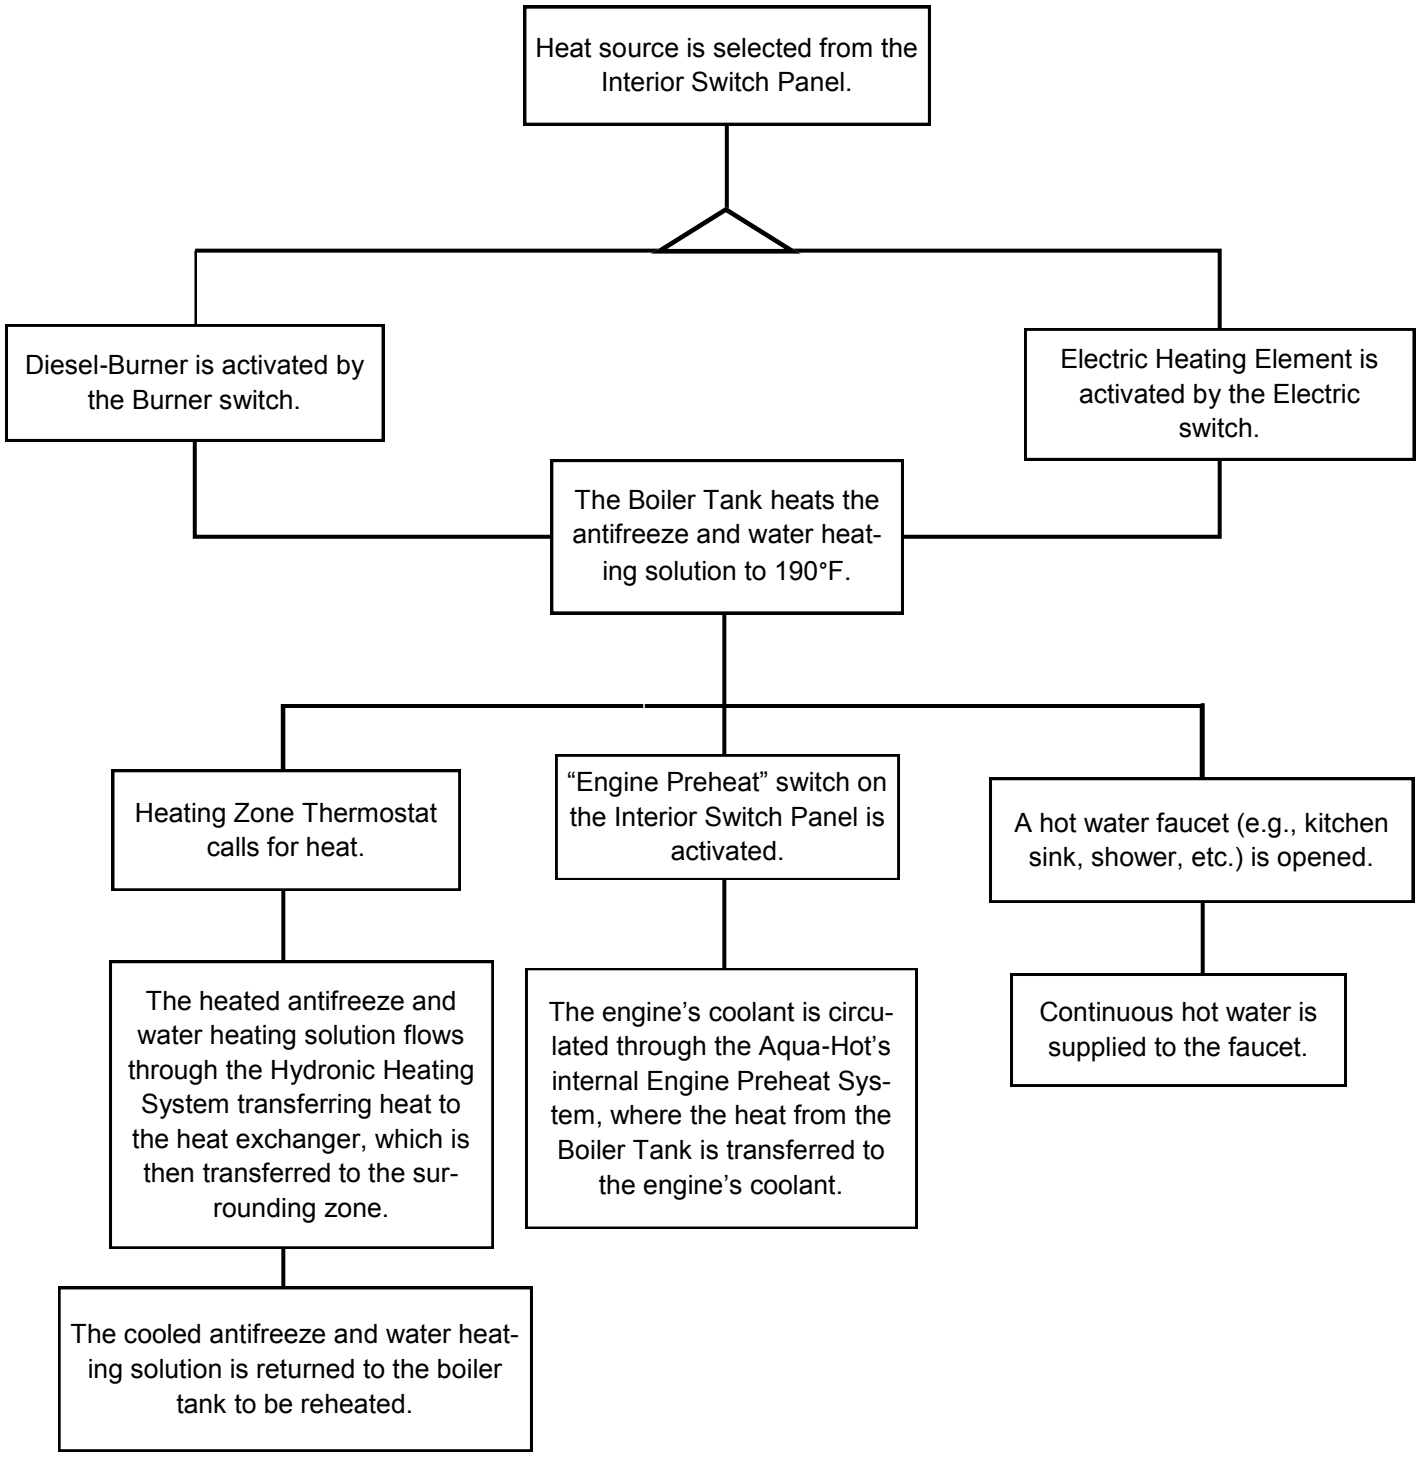 Heat source is selected from the
Interior Switch Panel.
Diesel-Burner is activated by
the Burner switch.
Electric Heating Element is
activated by the Electric
switch.
The Boiler Tank heats the
antifreeze and water heat-
ing solution to 190°F.
Heating Zone Thermostat
calls for heat.
“Engine Preheat” switch on
the Interior Switch Panel is
activated.
A hot water faucet (e.g., kitchen
sink, shower, etc.) is opened.
The heated antifreeze and
water heating solution flows
through the Hydronic Heating
System transferring heat to
the heat exchanger, which is
then transferred to the sur-
rounding zone.
The engine’s coolant is circu-
lated through the Aqua-Hot’s
internal Engine Preheat Sys-
tem, where the heat from the
Boiler Tank is transferred to
the engine’s coolant.
Continuous hot water is
supplied to the faucet.
The cooled antifreeze and water heat-
ing solution is returned to the boiler
tank to be reheated.